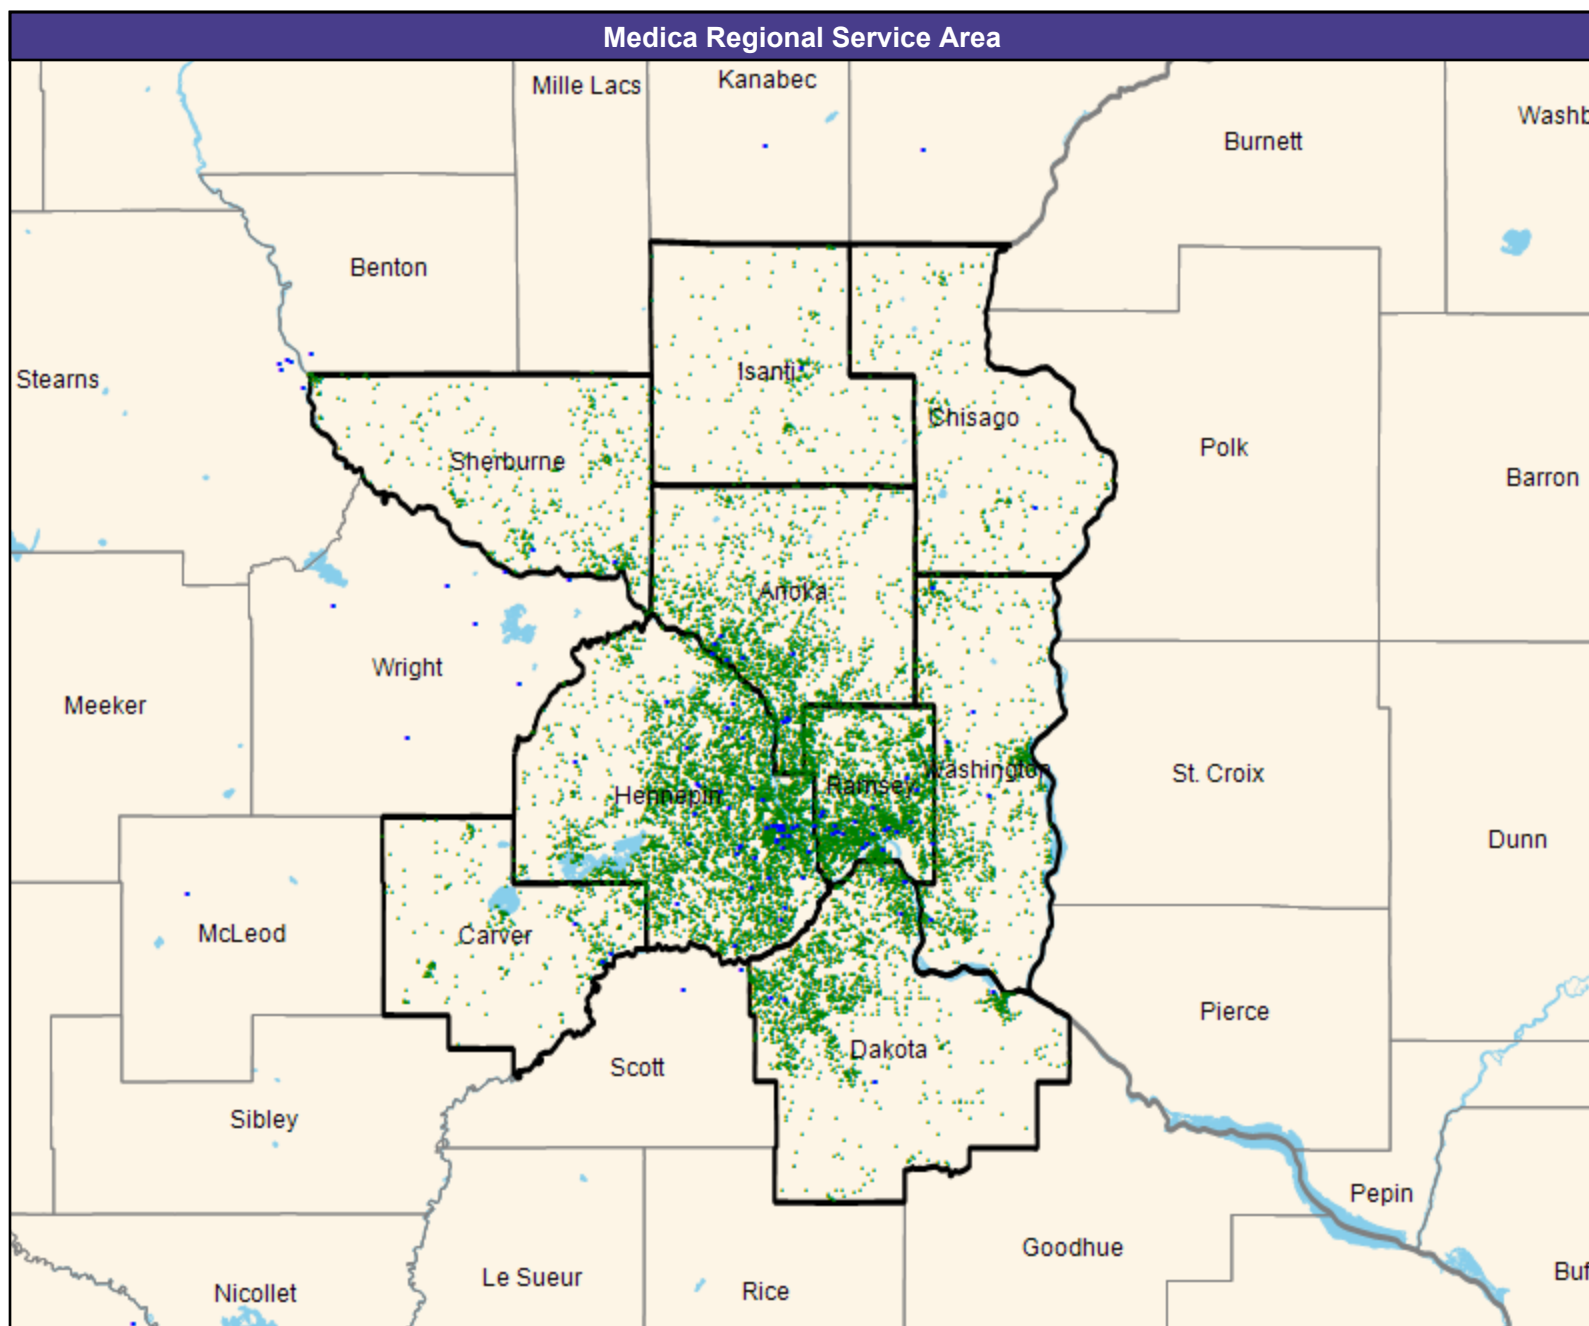 Medica Regional Service Area
Mille Lacs
Kanabec
Washb
Burnett
Benton
Stearns
Isanti
Chisago
Polk
Sherburne
Barron
Anoka
Wright
Meeker
Hennepin
Ramsey
Washington
St. Croix
Dunn
McLeod
Carver
Pierce
Dakota
Scott
Sibley
Pepin
Goodhue
Le Sueur
Rice
Nicollet
Buf